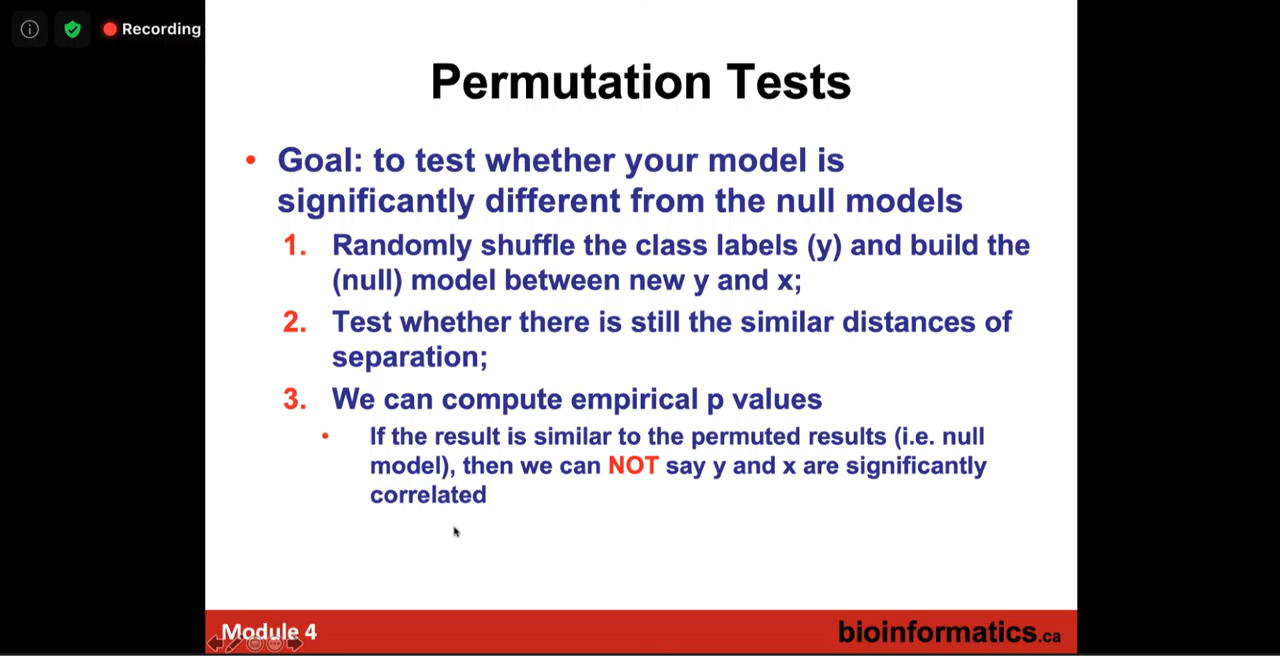 Recording
Permutation Tests
• Goal: to test whether your model is
significantly different from the null models
1. Randomly shuffle the class labels (y) and build the
(null) model between new y and x;
2. Test whether there is still the similar distances of
separation;
3. We can compute empirical p values
• If the result is similar to the permuted results (i.e. null
model), then we can NOT say y and x are significantly
correlated
Module 4
bioinformatics.ca